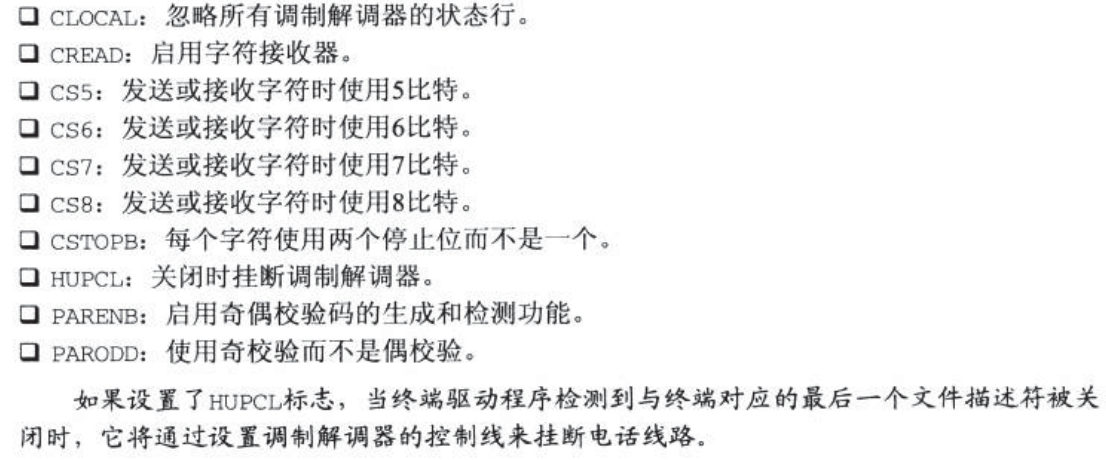 ❑ CLOCAL：忽略所有调制解调器的状态行。
❑ CREAD：启用字符接收器。
❑ CS5：发送或接收字符时使用5比特。
❑ CS6：发送或接收字符时使用6比特。
❑ CS7：发送或接收字符时使用7比特。
❑ CS8：发送或接收字符时使用8比特。
❑ CSTOPB：每个字符使用两个停止位而不是一个。
❑ HUPCL：关闭时挂断调制解调器。
❑ PARENB：启用奇偶校验码的生成和检测功能。
❑ PARODD：使用奇校验而不是偶校验。
如果设置了HUPCL标志，当终端驱动程序检测到与终端对应的最后一个文件描述符被关
闭时，它将通过设置调制解调器的控制线来挂断电话线路。